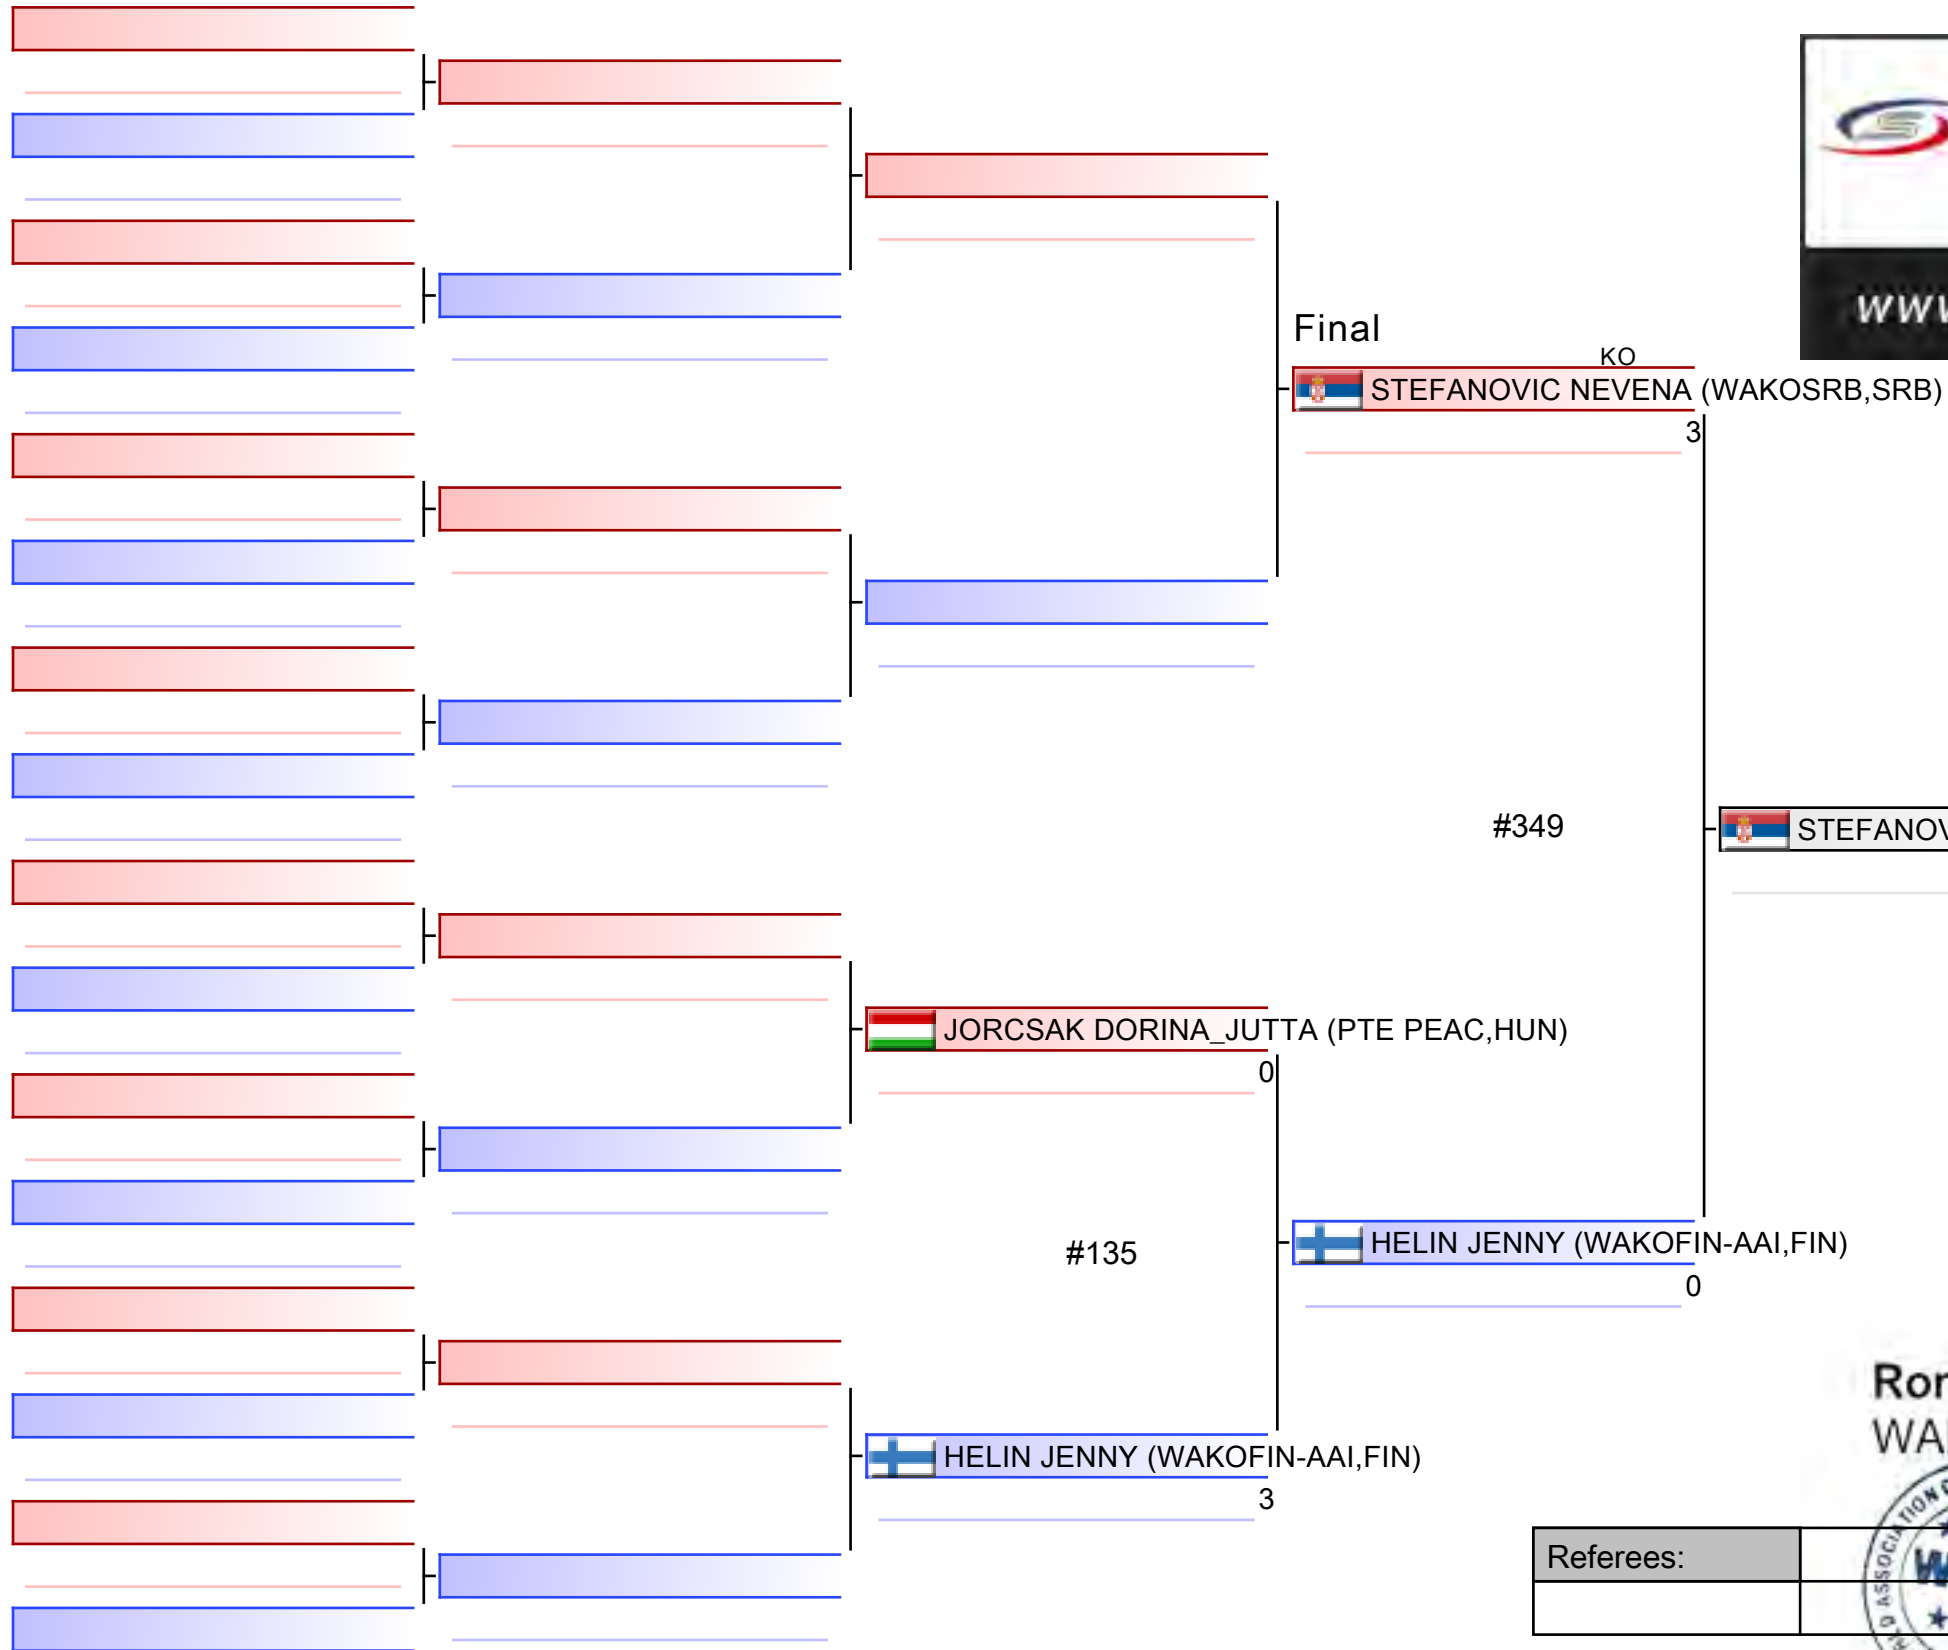 Final
KO
STEFANOVIC NEVENA (WAKOSRB,SRB)
3
#349
JORCSAK DORINA_JUTTA (PTE PEAC,HUN)
0
#135
HELIN JENNY (WAKOFIN-AAI,FIN)
0
HELIN JENNY (WAKOFIN-AAI,FIN)
3
Referees: